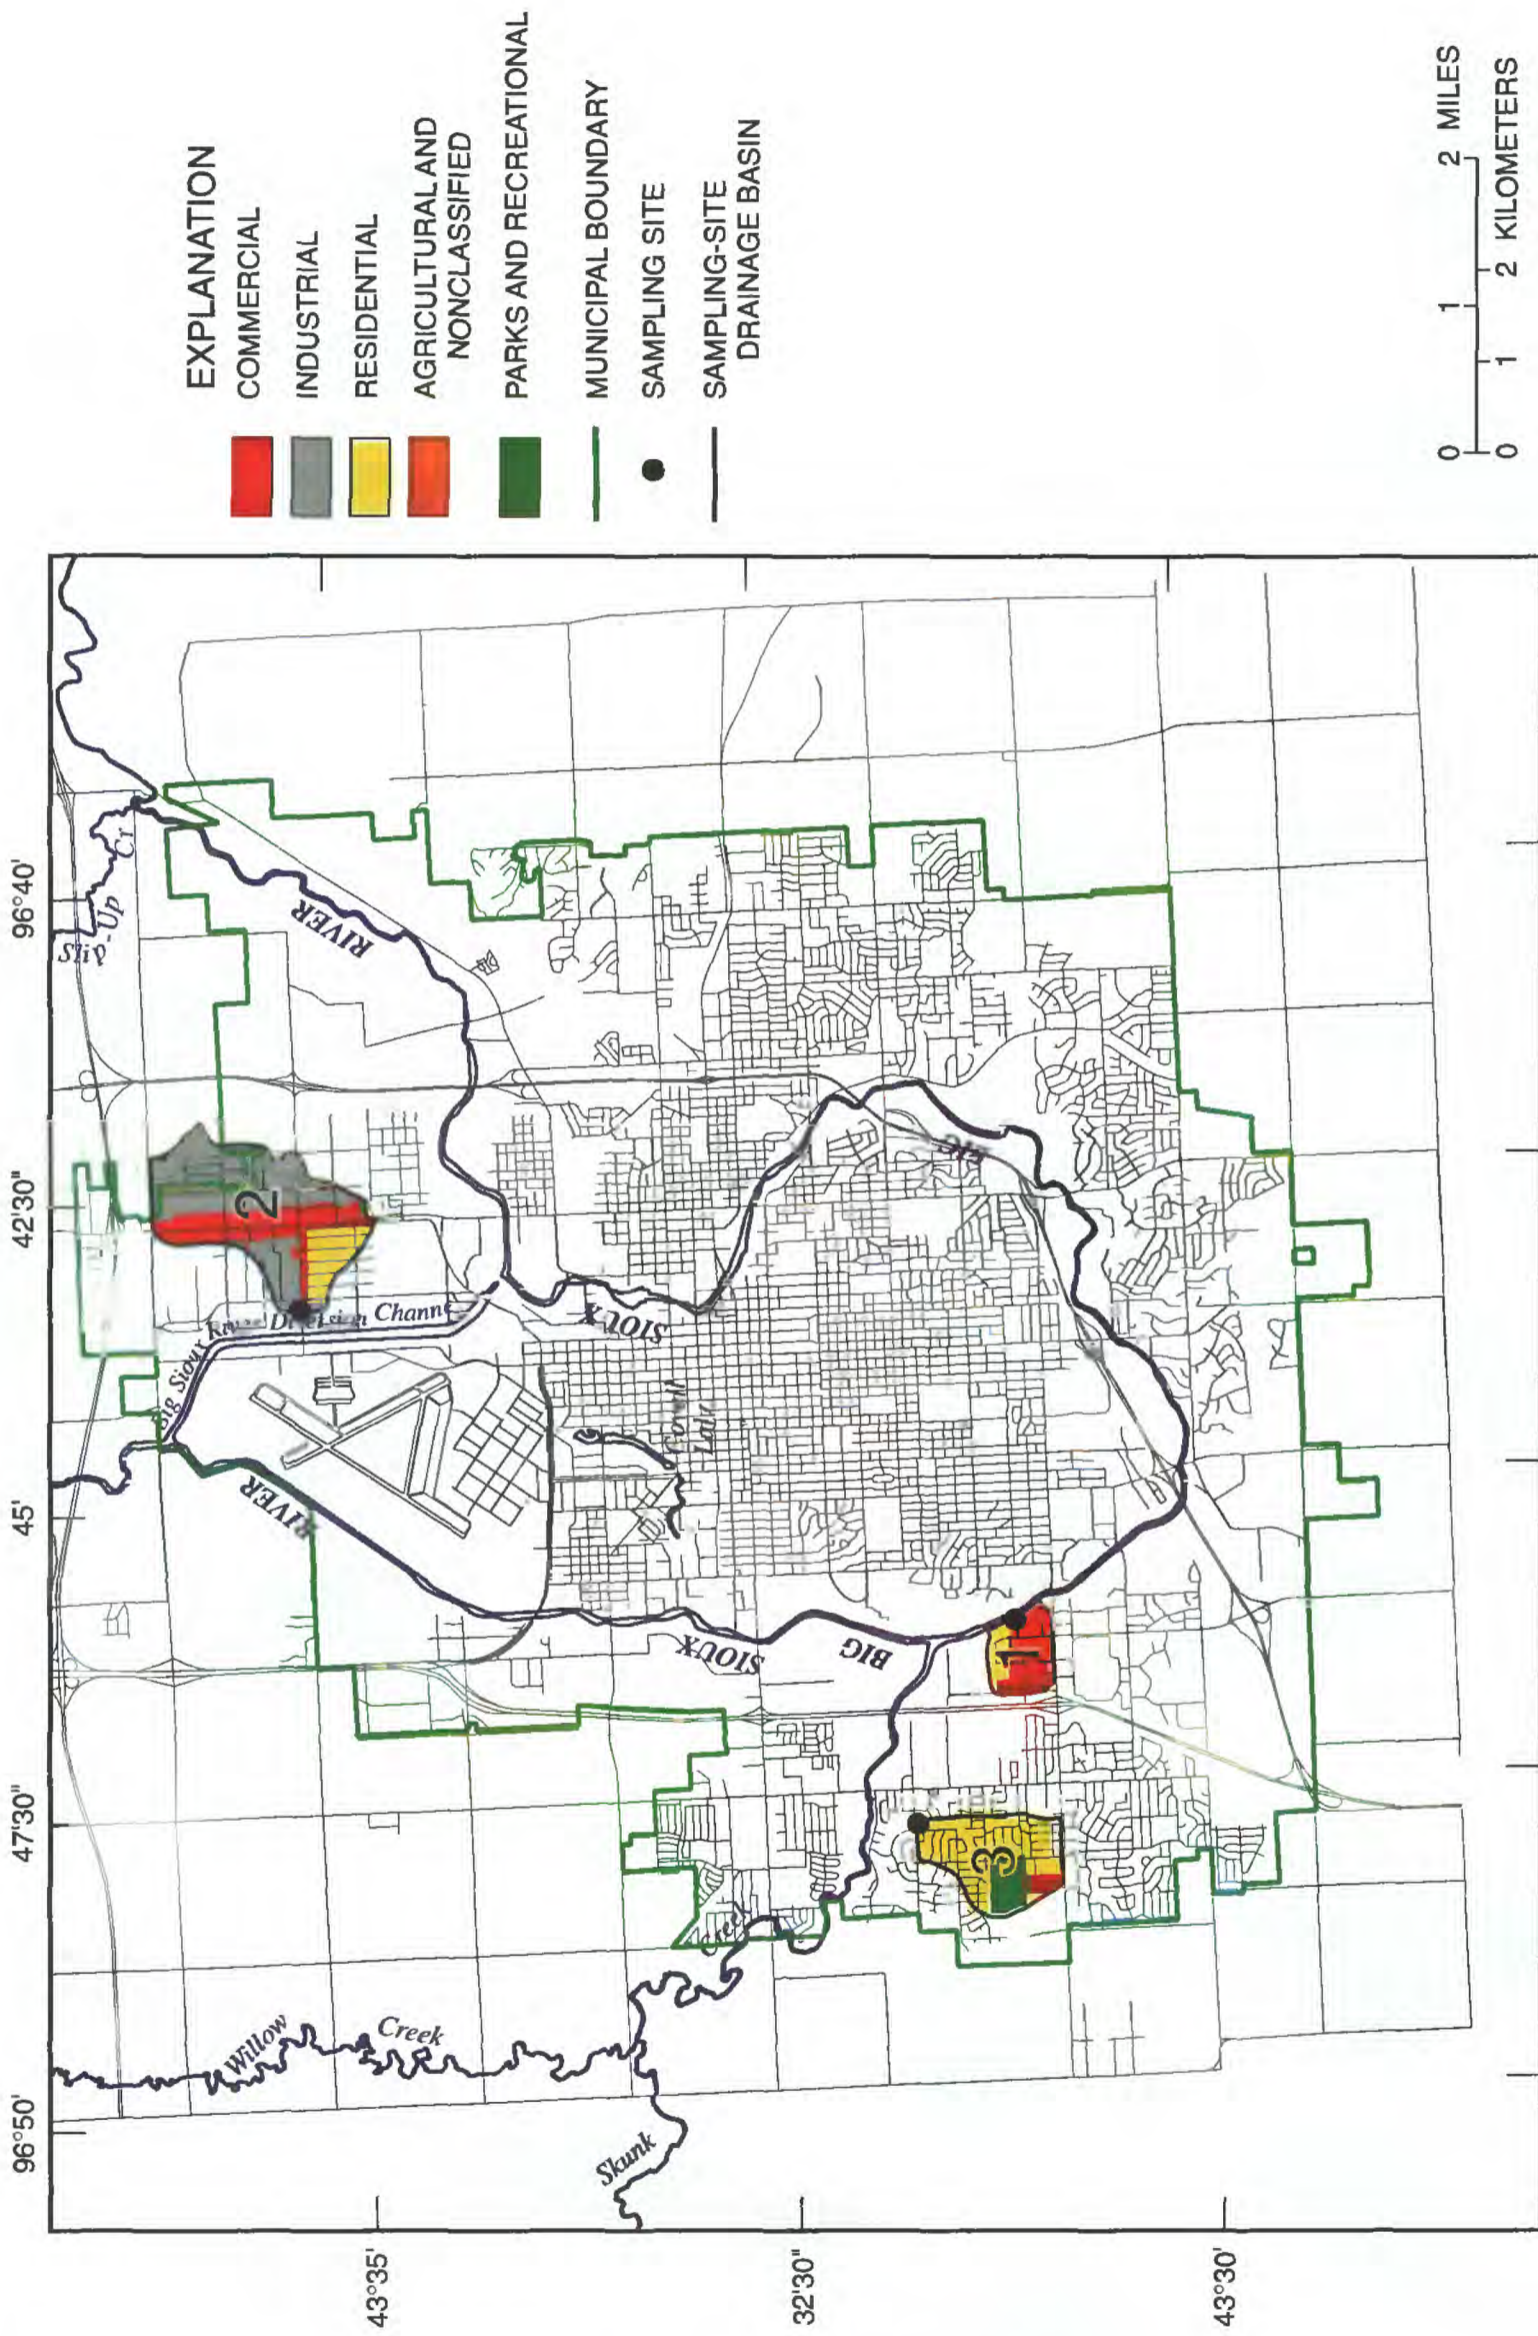 96°50'
47'30"
45'
42'30"
96°40'
43°35'
32'30"
43°30'
Willow
Creek
Skunk
Creek
Big Sioux River Diversion Channel
Slip-Up Cr
RIVER
RIVER
SIOUX
BIG
SIOUX
BIG
Covell
Lake
1
2
3
EXPLANATION
COMMERCIAL
INDUSTRIAL
RESIDENTIAL
AGRICULTURAL AND
NONCLASSIFIED
PARKS AND RECREATIONAL
MUNICIPAL BOUNDARY
SAMPLING SITE
SAMPLING-SITE
DRAINAGE BASIN
0 1 2 MILES
0 1 2 KILOMETERS